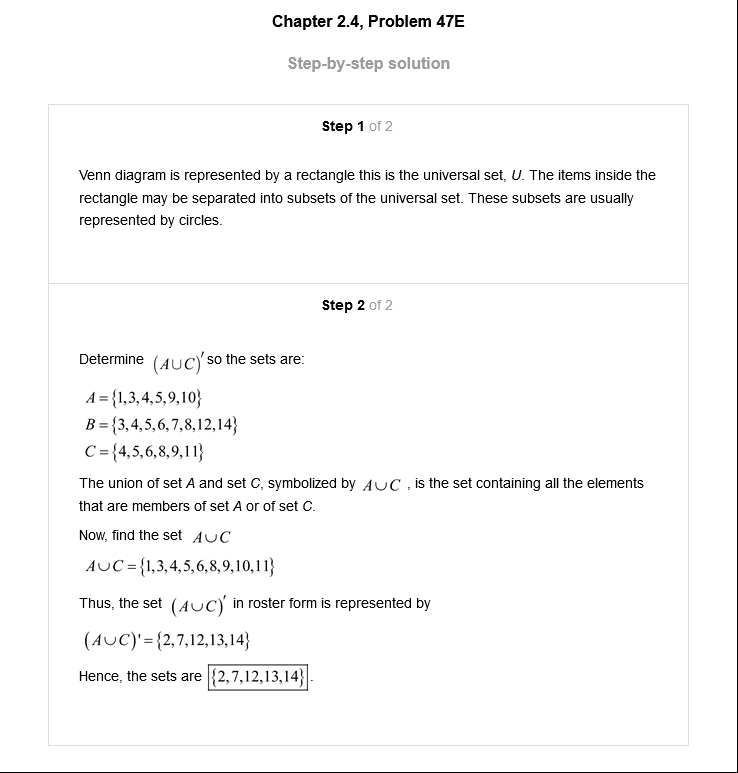 Chapter 2.4, Problem 47E
Step-by-step solution
Step 1 of 2
Venn diagram is represented by a rectangle this is the universal set, U. The items inside the
rectangle may be separated into subsets of the universal set. These subsets are usually
represented by circles.
Step 2 of 2
Determine (A∪C)′ so the sets are:
A={1,3,4,5,9,10}
B={3,4,5,6,7,8,12,14}
C={4,5,6,8,9,11}
The union of set A and set C, symbolized by A∪C , is the set containing all the elements
that are members of set A or of set C.
Now, find the set A∪C
A∪C={1,3,4,5,6,8,9,10,11}
Thus, the set (A∪C)′ in roster form is represented by
(A∪C)'={2,7,12,13,14}
Hence, the sets are {2,7,12,13,14}.